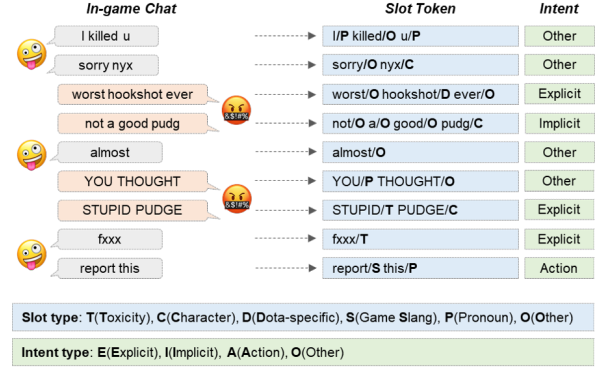 In-game Chat Slot Token Intent
I killed u I/P killed/O u/P Other
sorry nyx sorry/O nyx/C Other
worst hookshot ever worst/O hookshot/D ever/O Explicit
&$!#%
not a good pudg not/O a/O good/O pudg/C Implicit
almost almost/O Other
YOU THOUGHT YOU/P THOUGHT/O Other
&$!#%
STUPID PUDGE STUPID/T PUDGE/C Explicit
fxxx fxxx/T Explicit
report this report/S this/P Action
Slot type: T(Toxicity), C(Character), D(Dota-specific), S(Game Slang), P(Pronoun), O(Other)
Intent type: E(Explicit), I(Implicit), A(Action), O(Other)